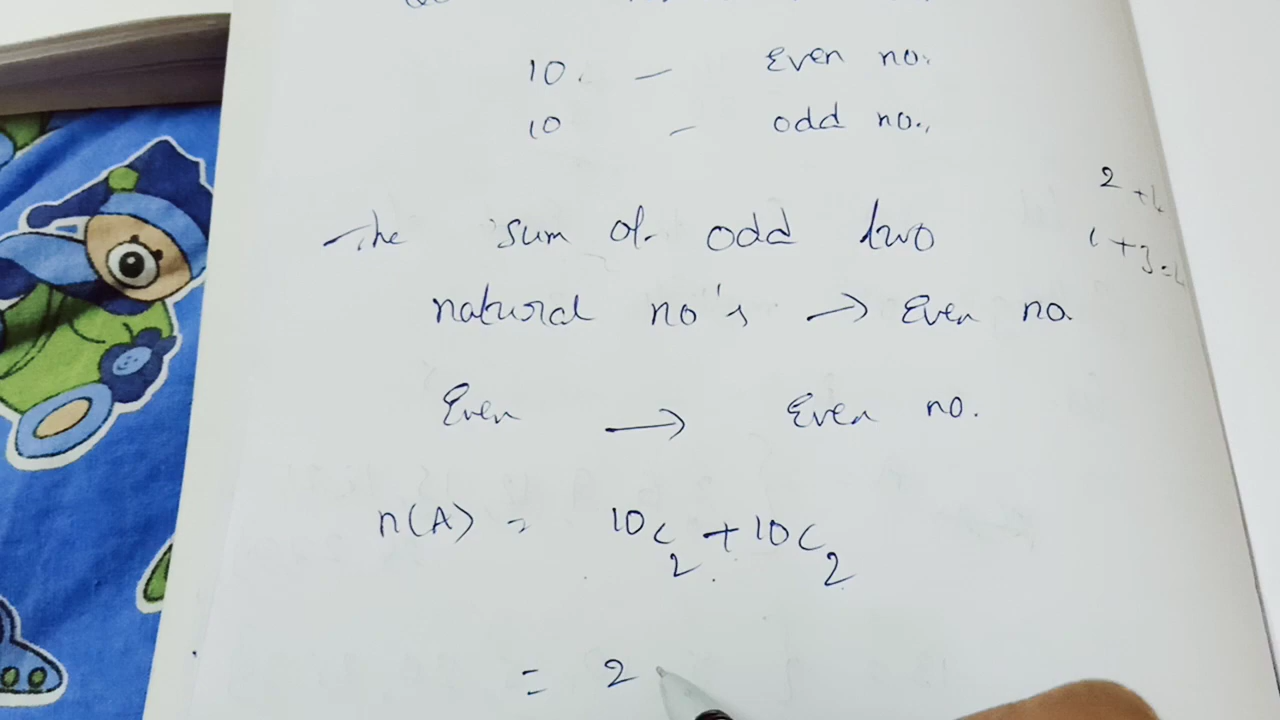 10. — Even no.
10 — odd no.,
2 +
The sum of odd two
1 + 3 =
natural no's → Even no.
Even → Even no.
n(A) = 10C₂ + 10C₂
= 2